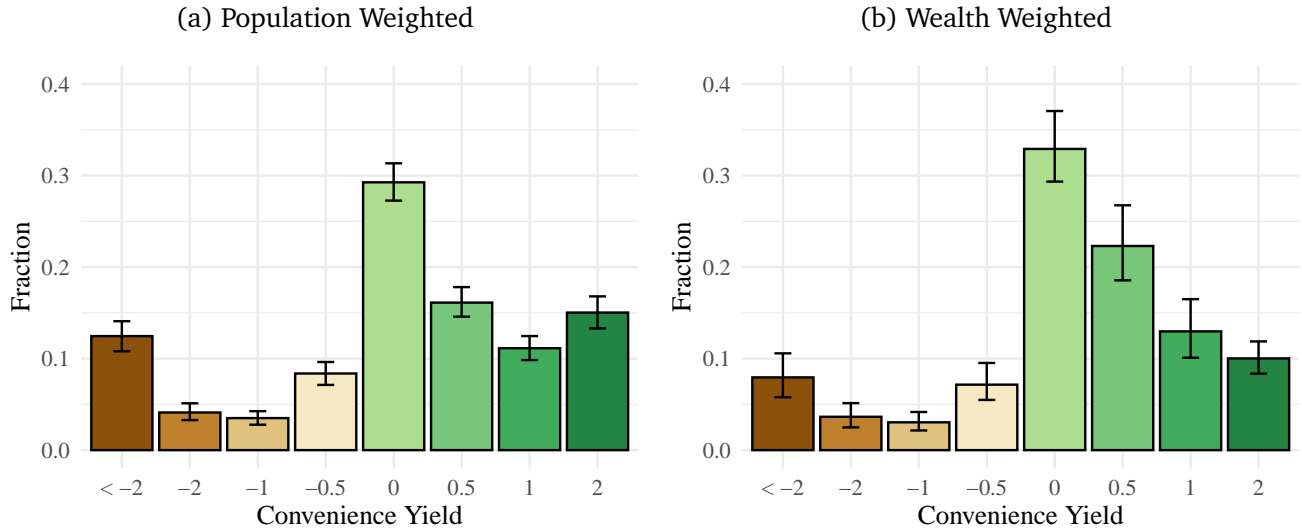 (a) Population Weighted
0.4
0.3
0.2
0.1
0.0
Fraction
< −2 −2 −1 −0.5 0 0.5 1 2
Convenience Yield
(b) Wealth Weighted
0.4
0.3
0.2
0.1
0.0
Fraction
< −2 −2 −1 −0.5 0 0.5 1 2
Convenience Yield